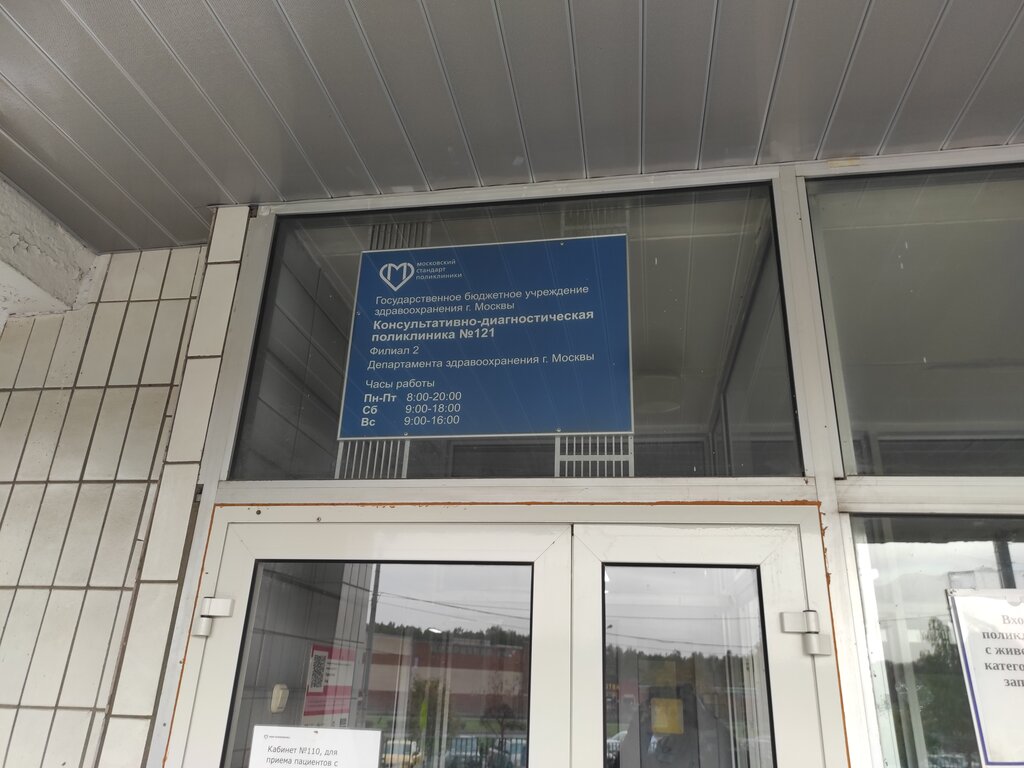 московский
стандарт
поликлиники
Государственное бюджетное учреждение
здравоохранения г. Москвы
Консультативно-диагностическая
поликлиника №121
Филиал 2
Департамента здравоохранения г. Москвы
Часы работы
Пн-Пт 8:00-20:00
Сб 9:00-18:00
Вс 9:00-16:00
Кабинет №110, для
приема пациентов с
с живе